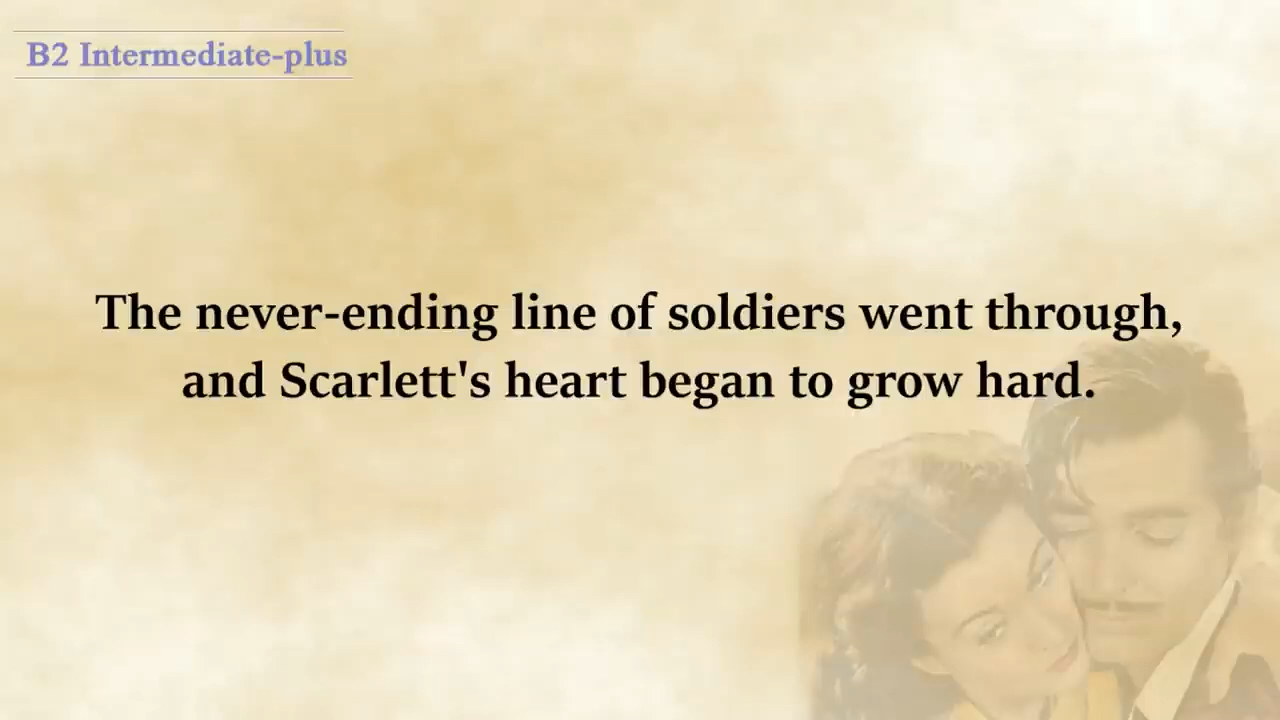 B2 Intermediate-plus
The never-ending line of soldiers went through,
and Scarlett's heart began to grow hard.